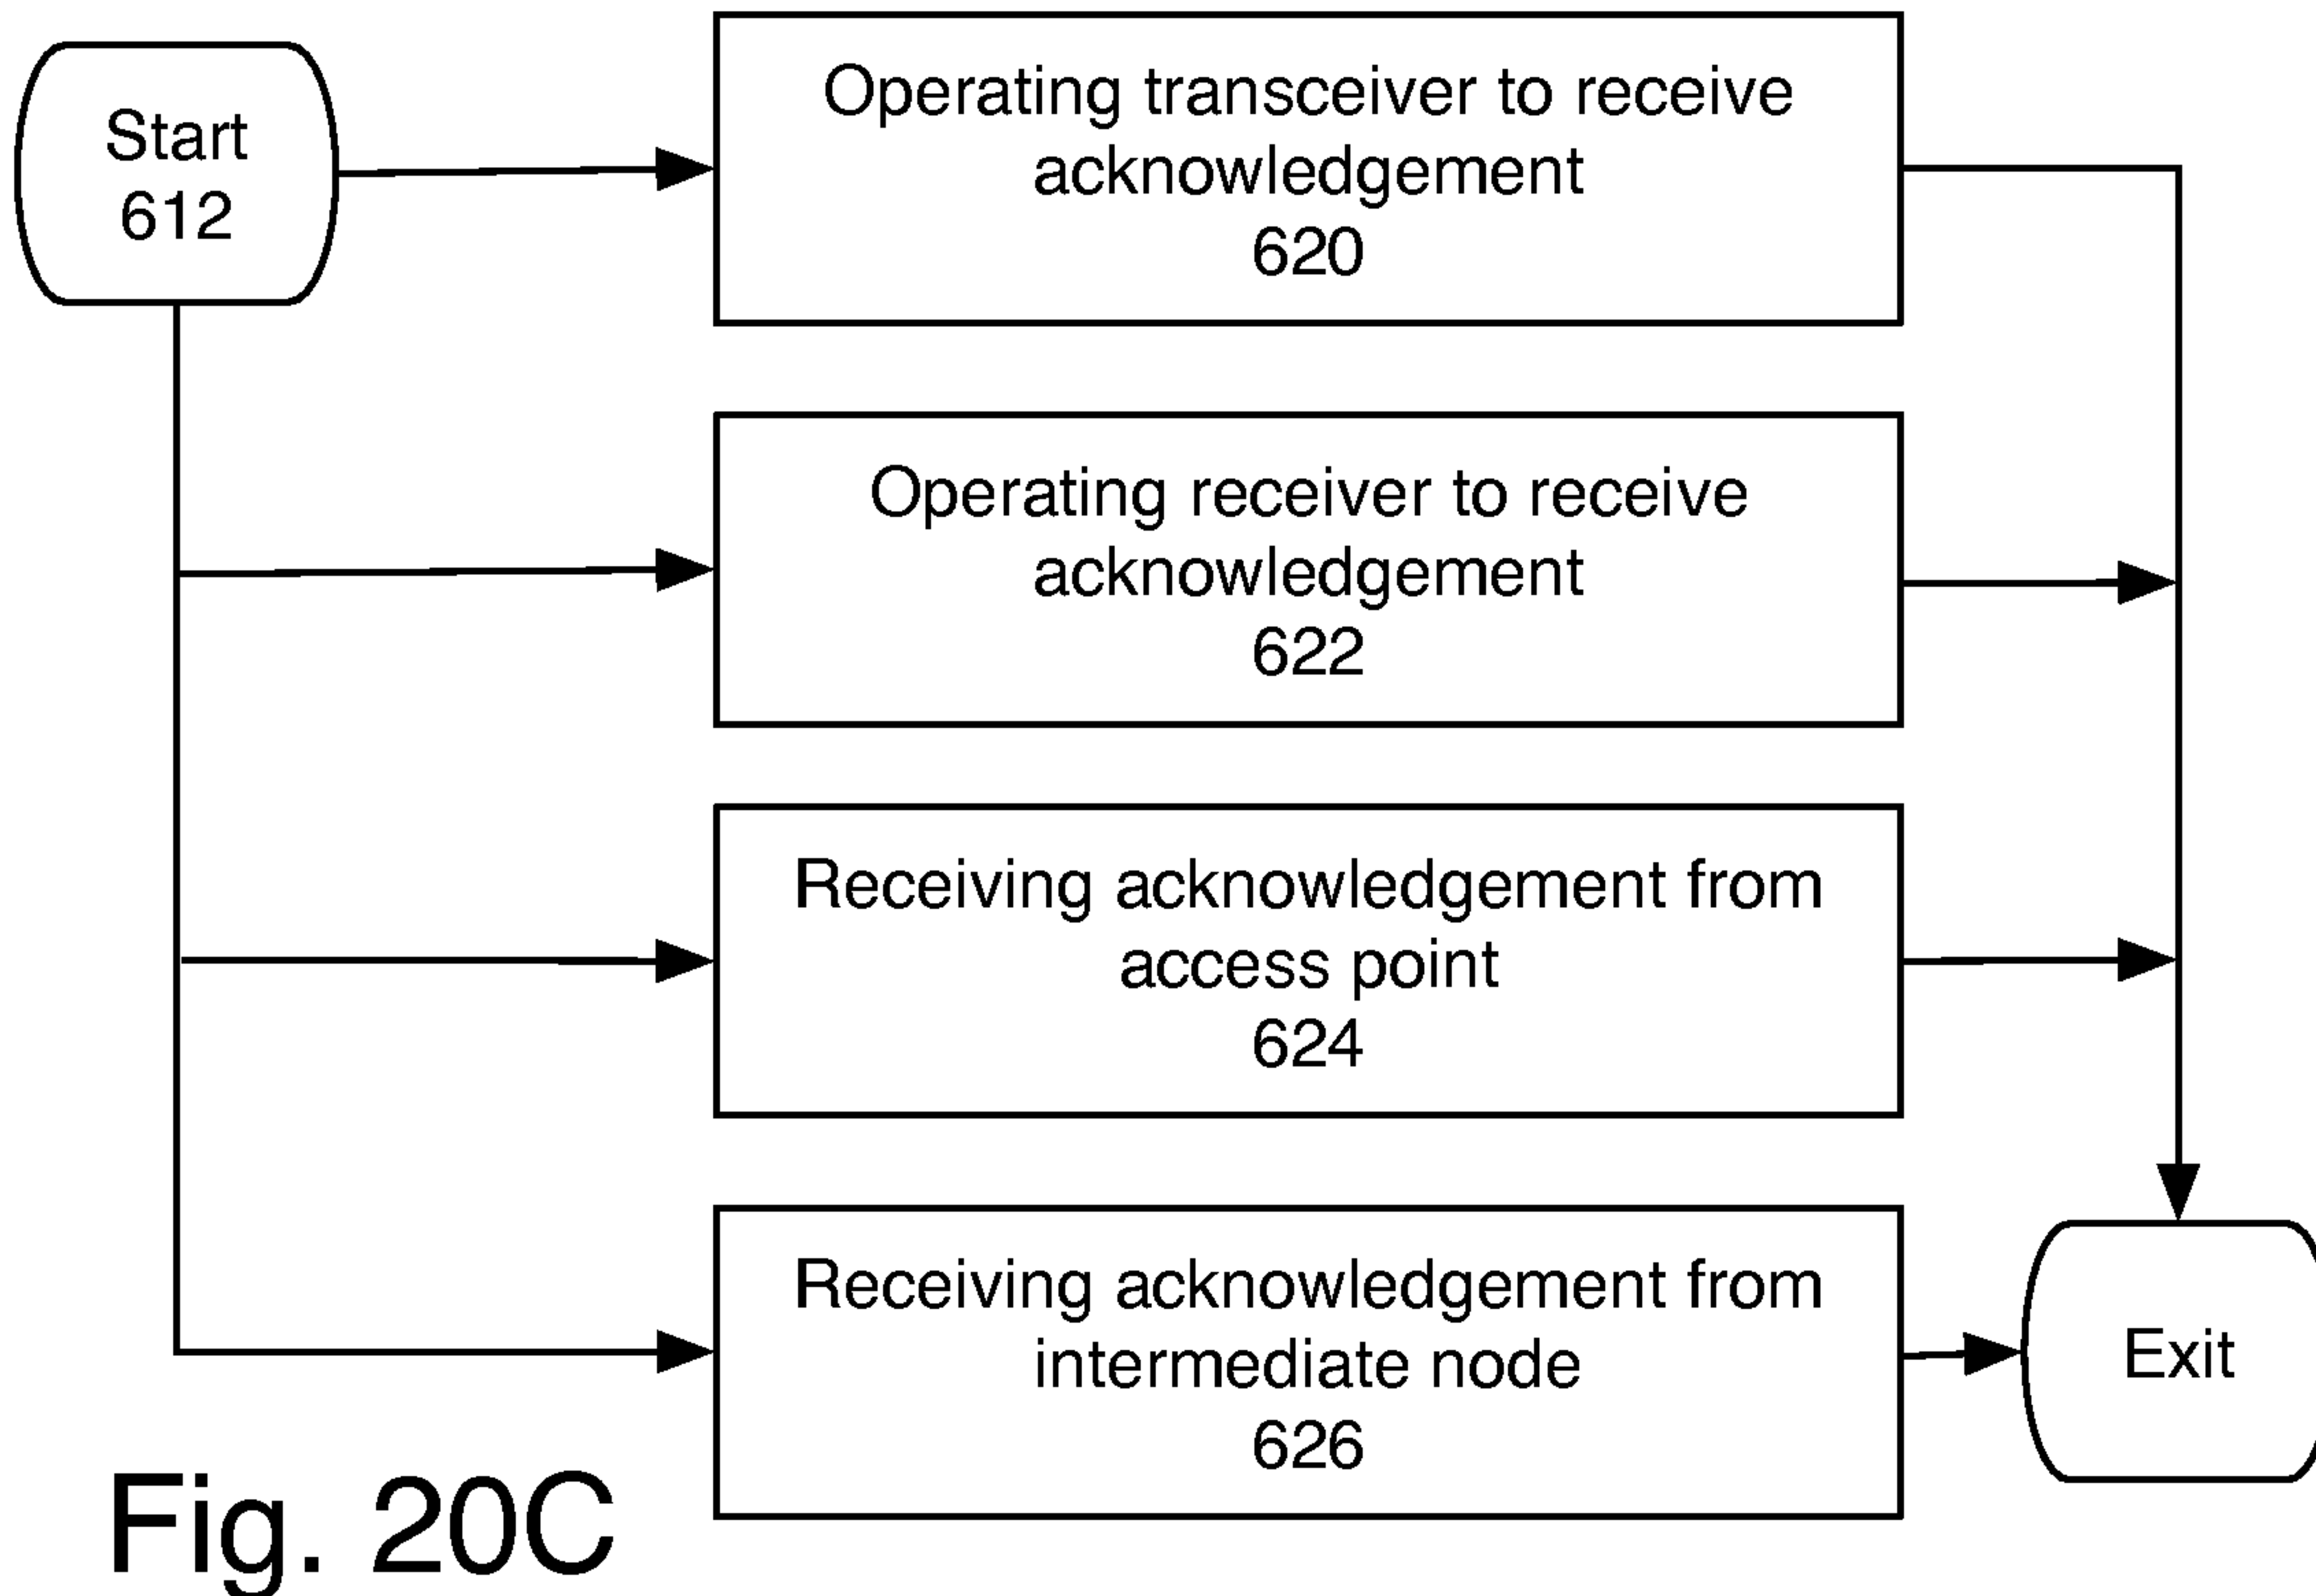 Start
612
Operating transceiver to receive
acknowledgement
620
Operating receiver to receive
acknowledgement
622
Receiving acknowledgement from
access point
624
Receiving acknowledgement from
intermediate node
626
Exit
Fig. 20C